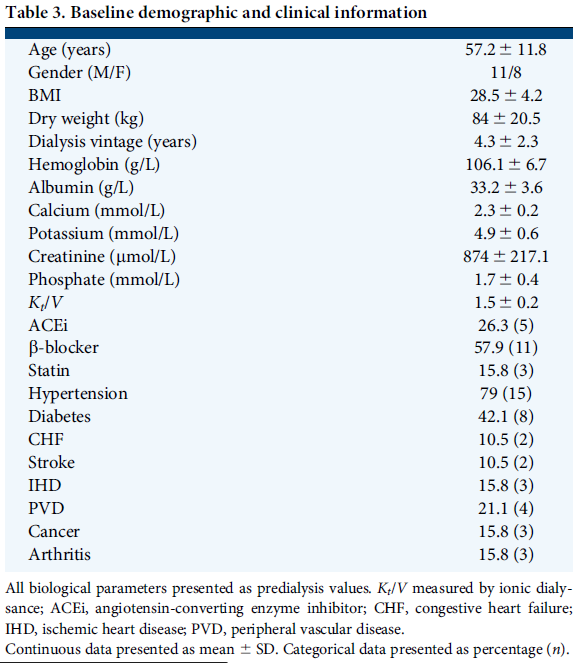 Table 3. Baseline demographic and clinical information
Age (years) 57.2 ± 11.8
Gender (M/F) 11/8
BMI 28.5 ± 4.2
Dry weight (kg) 84 ± 20.5
Dialysis vintage (years) 4.3 ± 2.3
Hemoglobin (g/L) 106.1 ± 6.7
Albumin (g/L) 33.2 ± 3.6
Calcium (mmol/L) 2.3 ± 0.2
Potassium (mmol/L) 4.9 ± 0.6
Creatinine (μmol/L) 874 ± 217.1
Phosphate (mmol/L) 1.7 ± 0.4
Kt/V 1.5 ± 0.2
ACEi 26.3 (5)
β-blocker 57.9 (11)
Statin 15.8 (3)
Hypertension 79 (15)
Diabetes 42.1 (8)
CHF 10.5 (2)
Stroke 10.5 (2)
IHD 15.8 (3)
PVD 21.1 (4)
Cancer 15.8 (3)
Arthritis 15.8 (3)
All biological parameters presented as predialysis values. Kt/V measured by ionic dialy-
sance; ACEi, angiotensin-converting enzyme inhibitor; CHF, congestive heart failure;
IHD, ischemic heart disease; PVD, peripheral vascular disease.
Continuous data presented as mean ± SD. Categorical data presented as percentage (n).